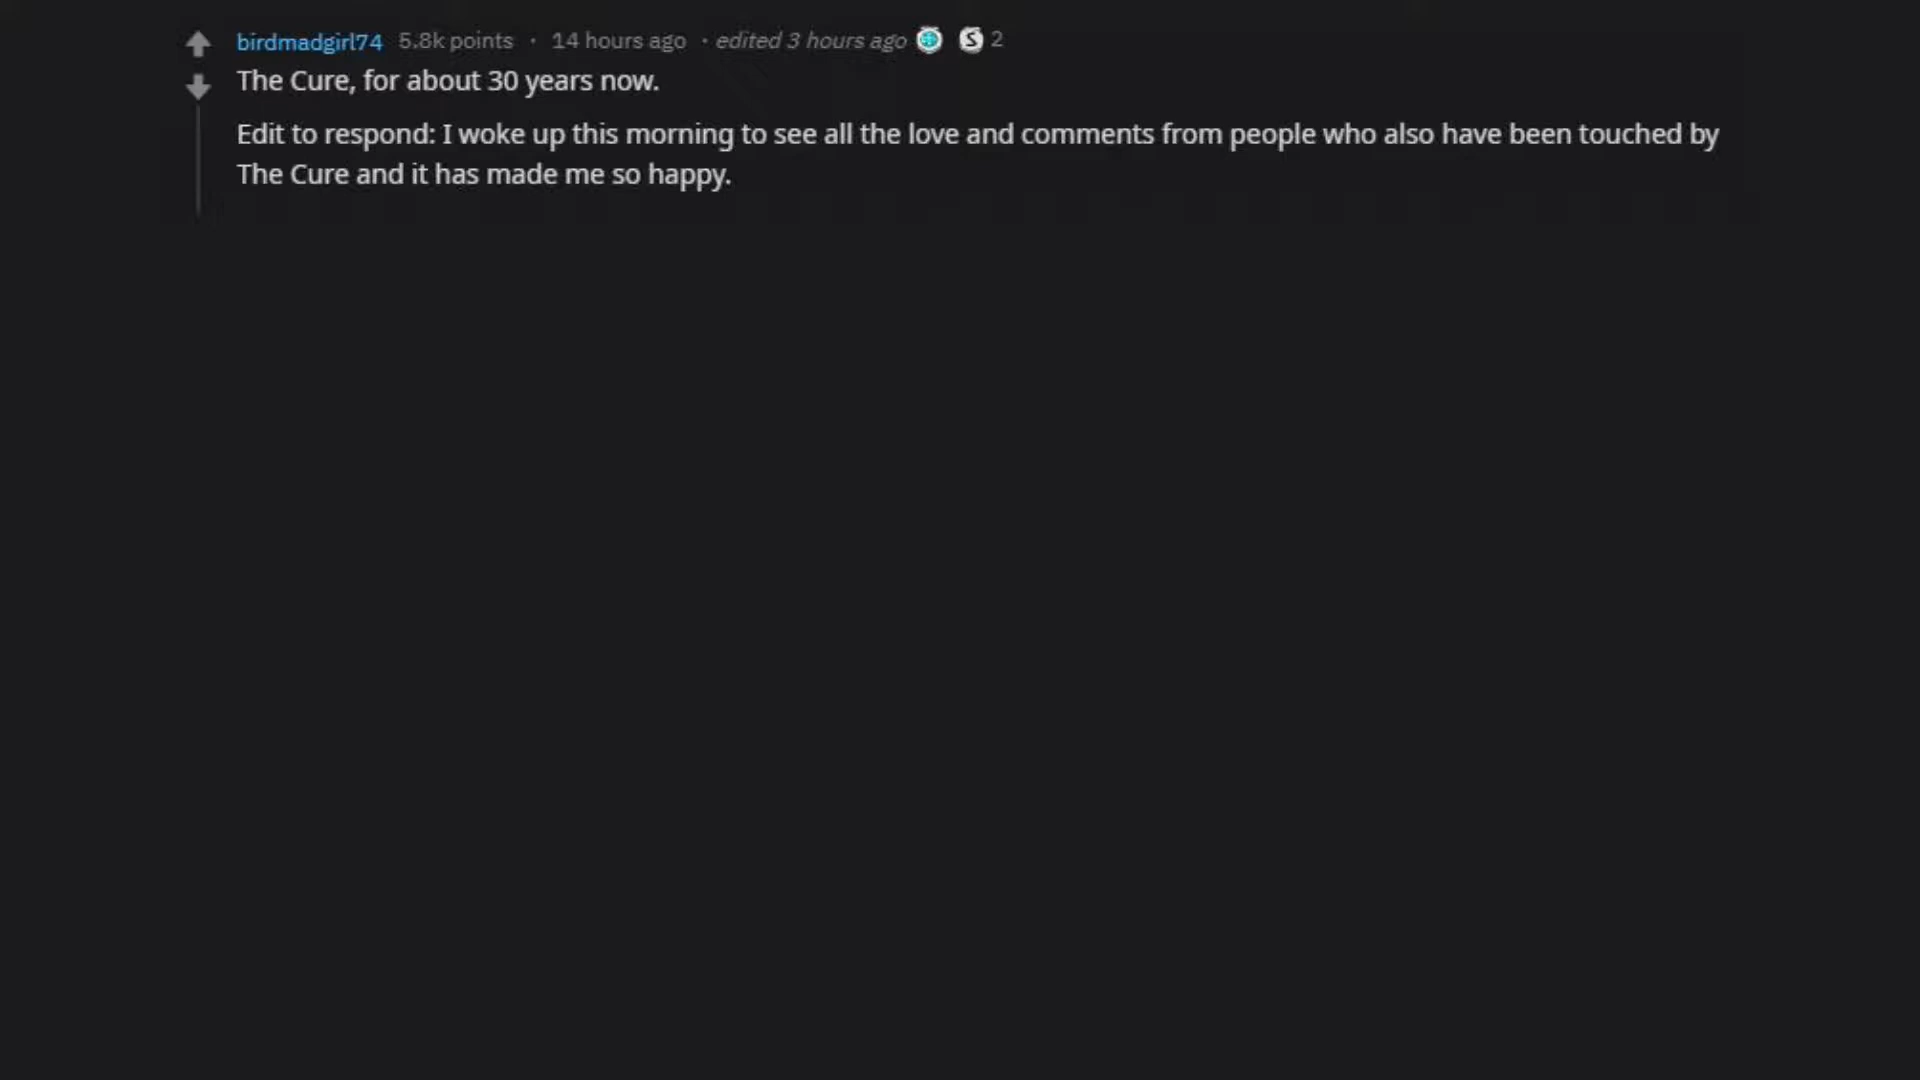 birdmadgirl74 5.8k points · 14 hours ago · edited 3 hours ago S 2
The Cure, for about 30 years now.
Edit to respond: I woke up this morning to see all the love and comments from people who also have been touched by
The Cure and it has made me so happy.